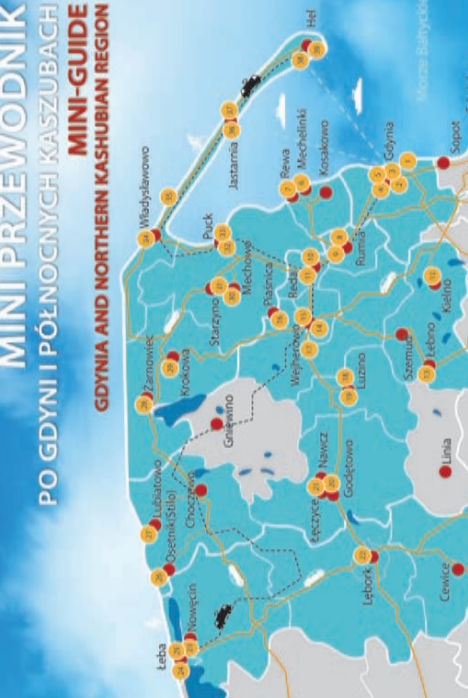 MINI PRZEWODNIK
PO GDYNI I PÓŁNOCNYCH KASZUBACH
MINI-GUIDE
GDYNIA AND NORTHERN KASHUBIAN REGION
Łeba
Nowęcin
Osetnik(Stilo)
Lubiatowo
Choczewo
Żarnowiec
Krokowa
Gniewino
Władysławowo
Jastarnia
Hel
Puck
Starzyno
Mechowo
Piaśnica
Reda
Wejherowo
Rewa
Mechelinki
Kosakowo
Rumia
Gdynia
Sopot
Morze Bałtyckie
Kielno
Szemud
Łebno
Luzino
Linia
Nawcz
Łęczyce
Godętowo
Lębork
Cewice